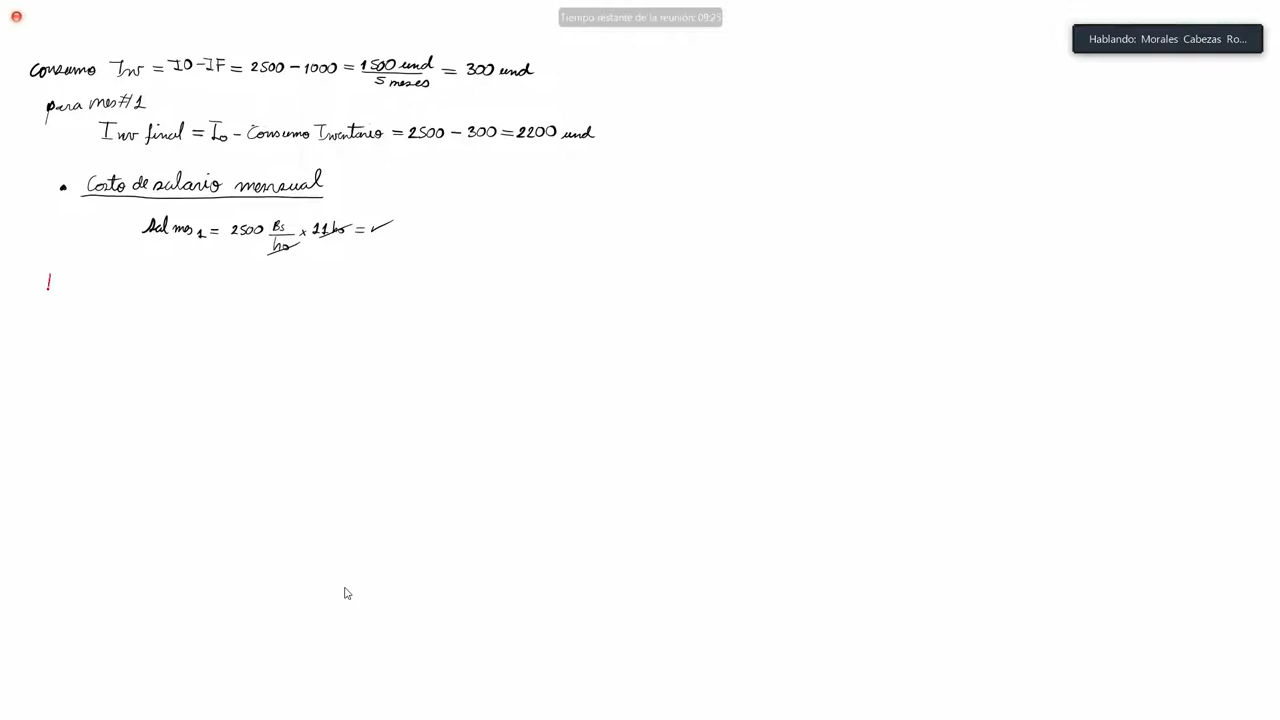 Tiempo restante de la reunión: 09:25
Hablando: Morales Cabezas Ro...
Consumo Inv = IO - IF = 2500 - 1000 = 1500 und / 5 meses = 300 und
para mes #1
Inv final = Io - Consumo Inventario = 2500 - 300 = 2200 und
• Costo de salario mensual
Sal mes 1 = 2500 Bs/ho × 11 ho = ✓
!